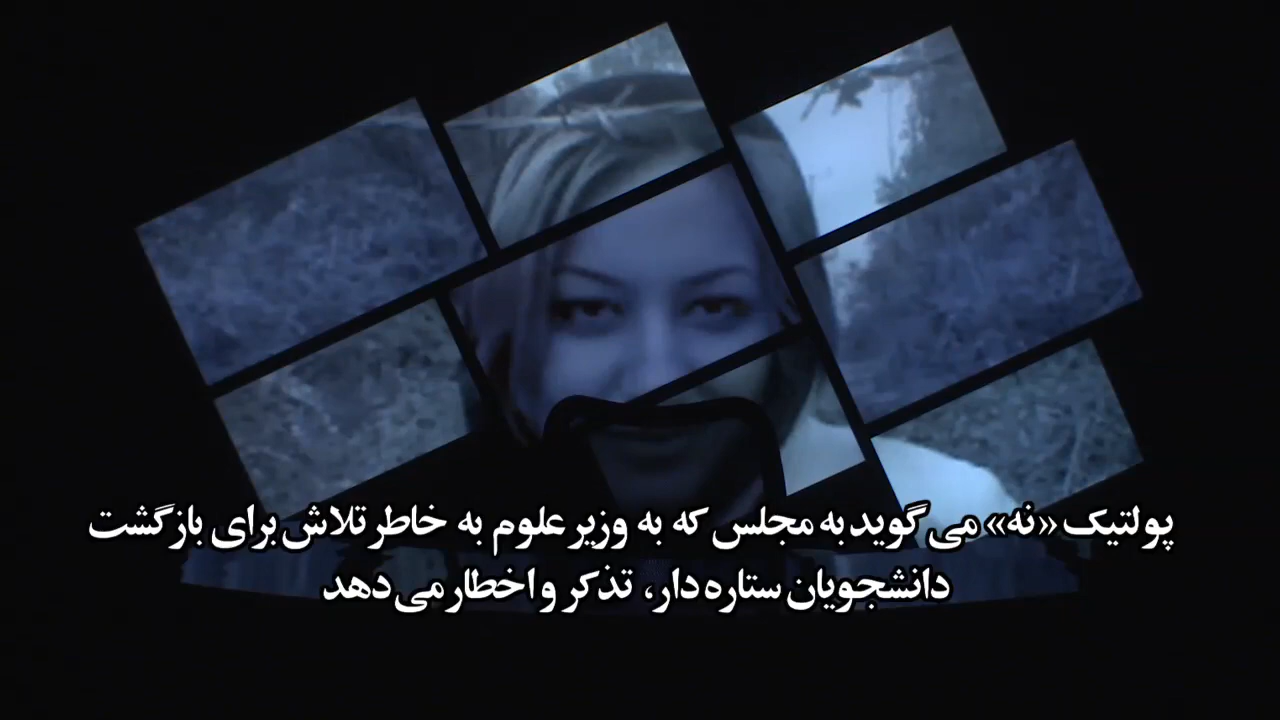 پولتیک «نه» می گوید به مجلس که به وزیر علوم به خاطر تلاش برای بازگشت
دانشجویان ستاره دار، تذکر و اخطار می دهد